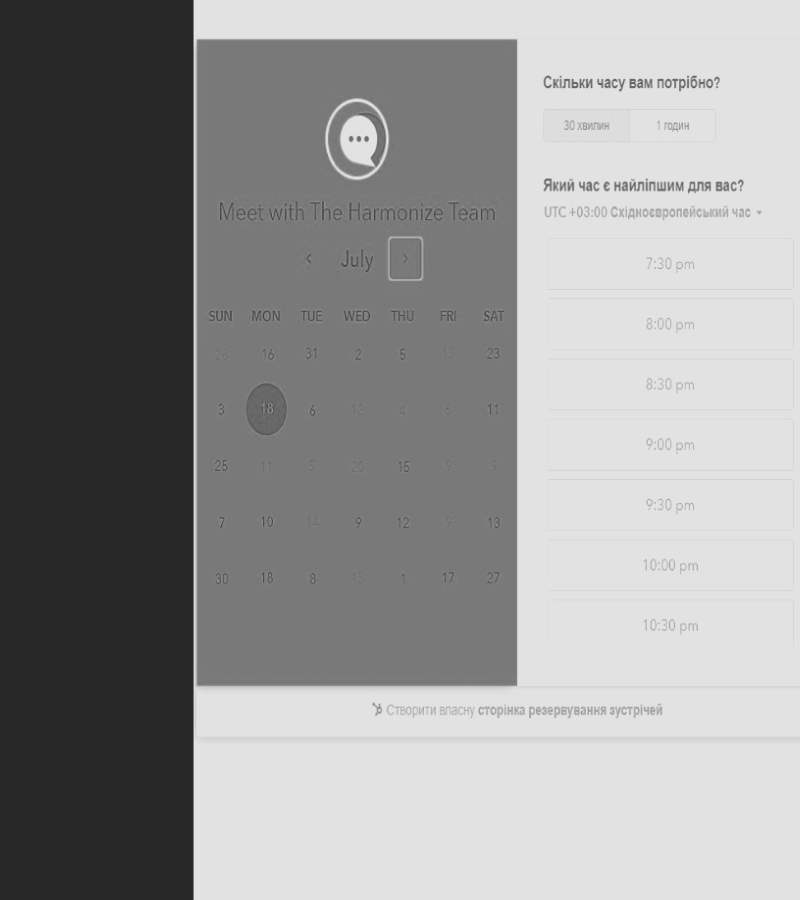 Meet with The Harmonize Team
July
SUN MON TUE WED THU FRI SAT
28 16 31 2 5 13 23
3 18 6 12 4 6 11
25 11 5 20 15 9 9
7 10 14 9 12 9 13
30 18 8 15 1 17 27
Скільки часу вам потрібно?
30 хвилин 1 годин
Який час є найліпшим для вас?
UTC +03:00 Східноєвропейський час
7:30 pm
8:00 pm
8:30 pm
9:00 pm
9:30 pm
10:00 pm
10:30 pm
Створити власну сторінка резервування зустрічей